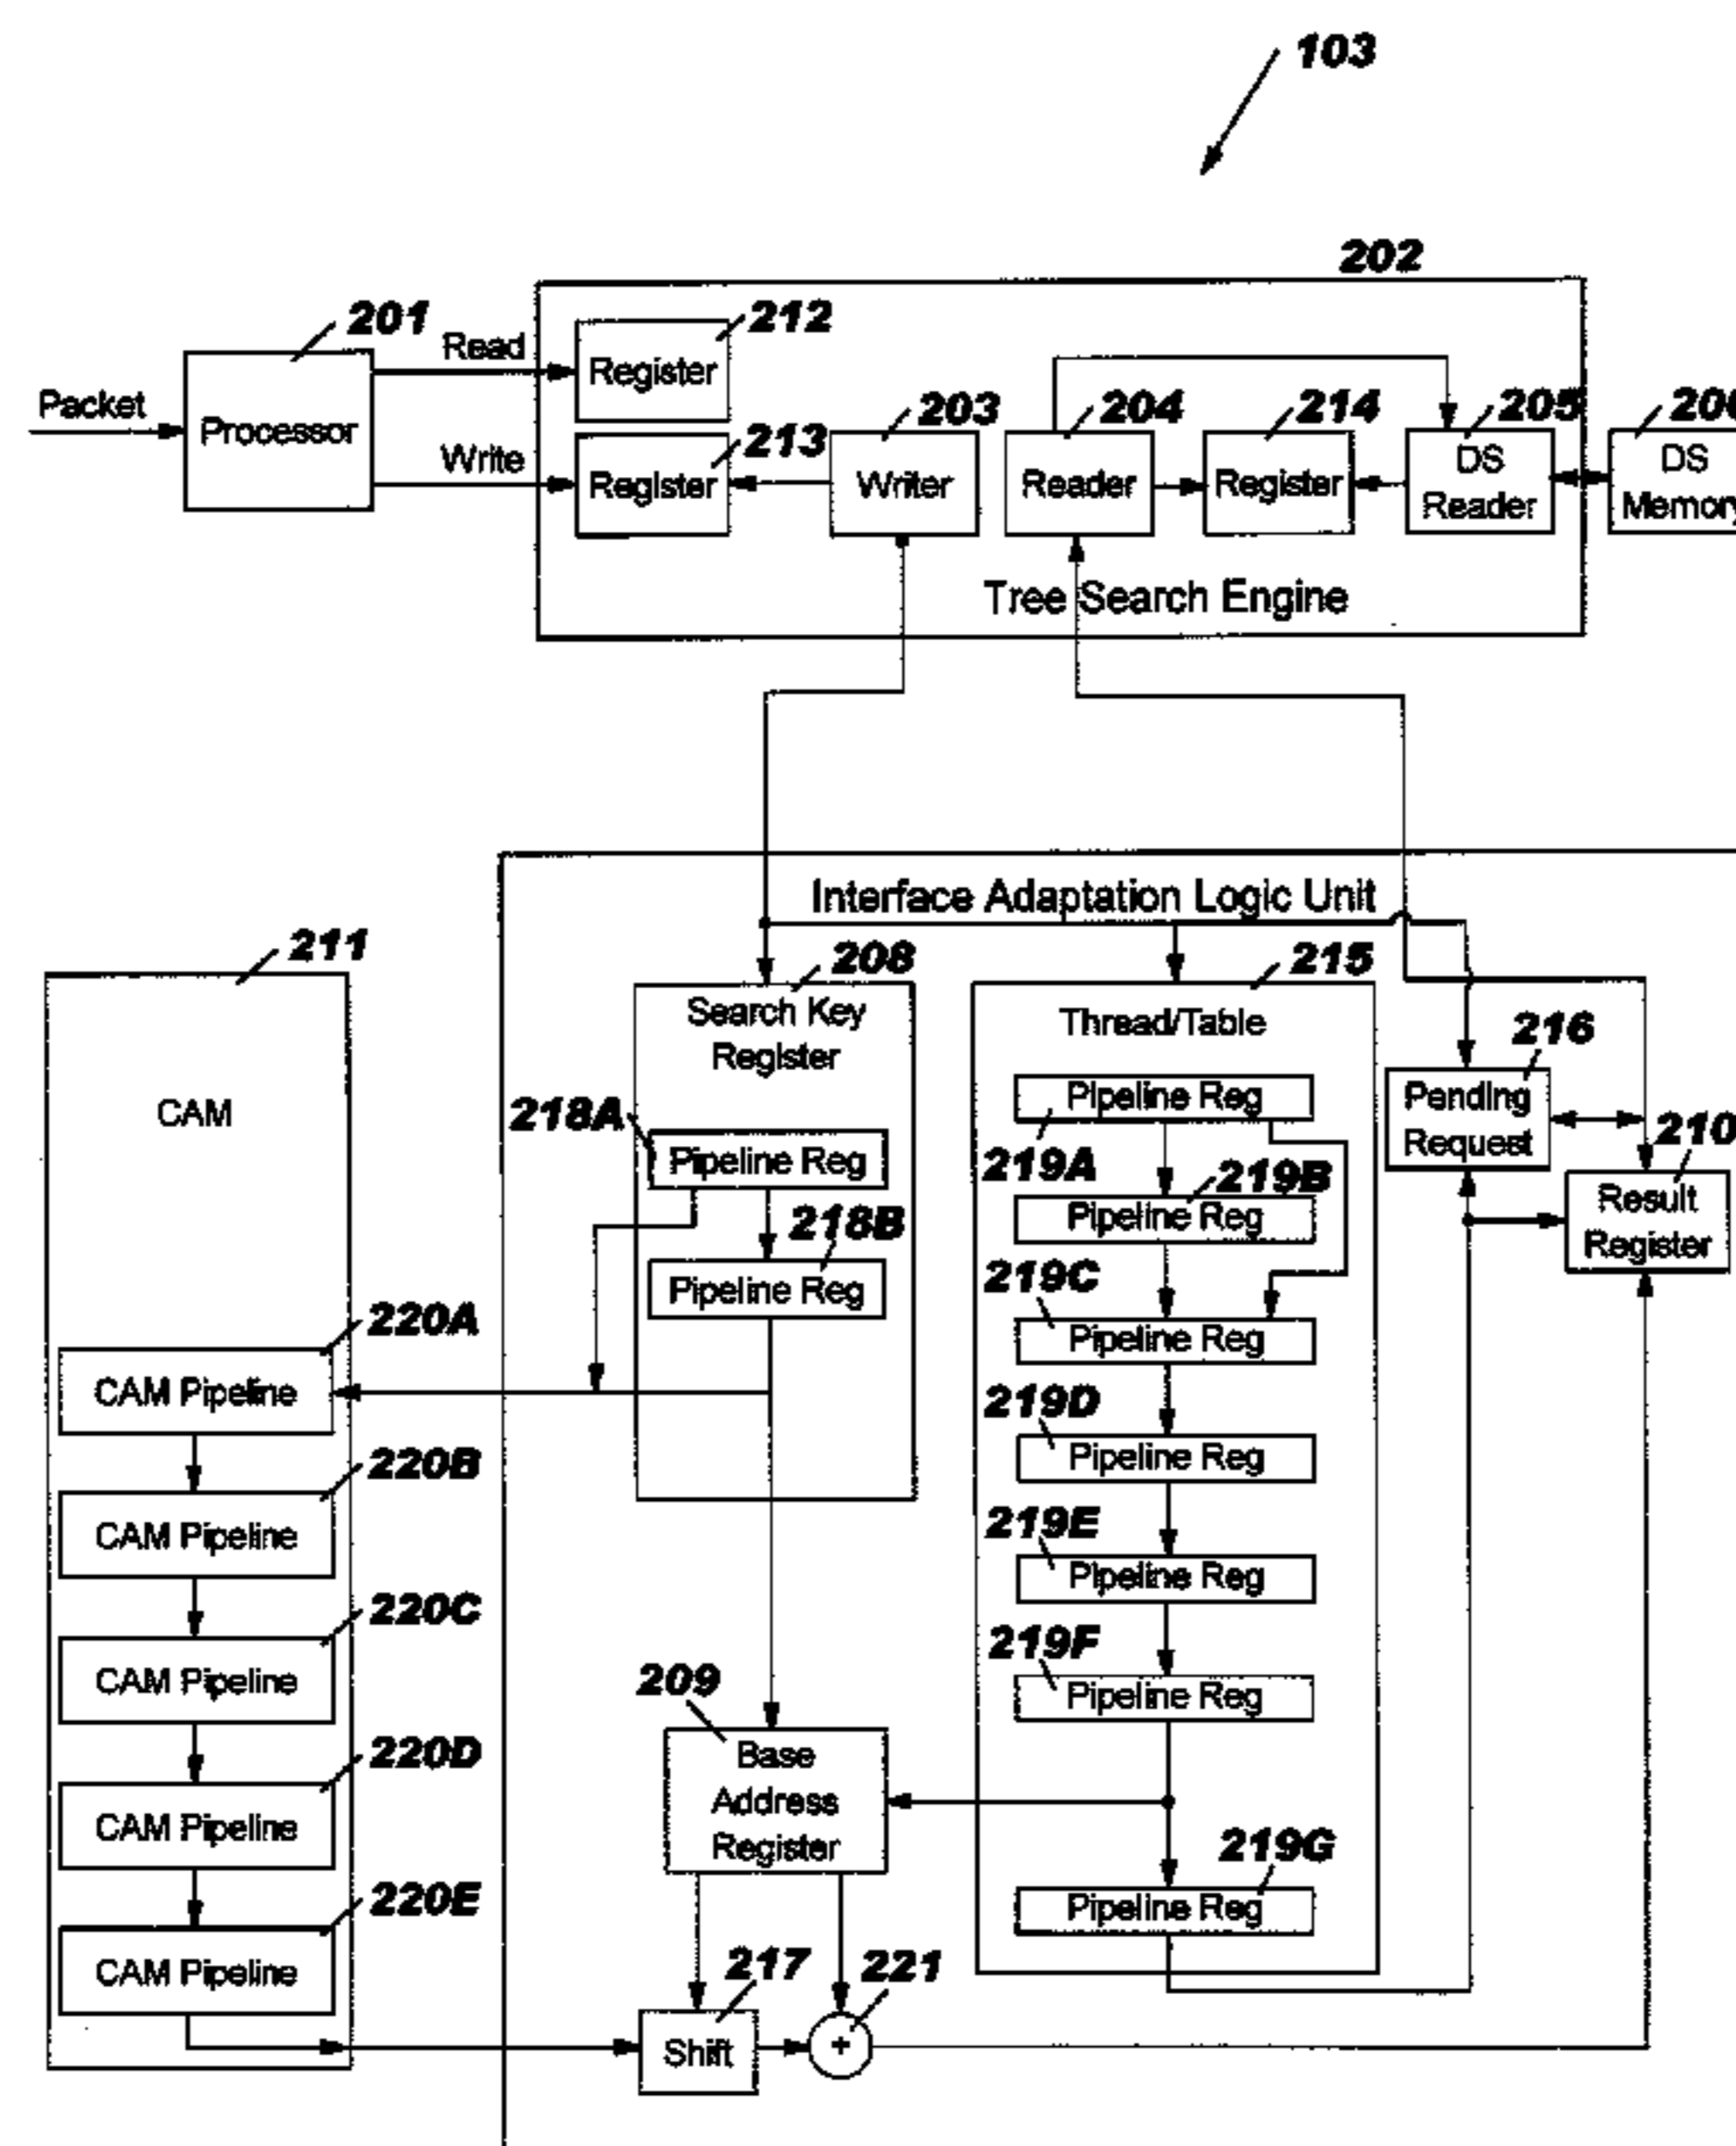 103
202
201
Read
212
Register
Packet
Processor
203
204
214
205
DS
Memory
Write
213
Register
Writer
Reader
Register
DS
Reader
Tree Search Engine
Interface Adaptation Logic Unit
211
208
215
Search Key
Register
Thread/Table
216
CAM
218A
Pipeline Reg
Pipeline Reg
219A
219B
Pipeline Reg
Pending
Request
210
Result
Register
218B
Pipeline Reg
219C
Pipeline Reg
220A
CAM Pipeline
219D
Pipeline Reg
220B
CAM Pipeline
219E
Pipeline Reg
220C
CAM Pipeline
219F
Pipeline Reg
209
Base
Address
Register
220D
CAM Pipeline
219G
Pipeline Reg
220E
CAM Pipeline
217
221
Shift
+